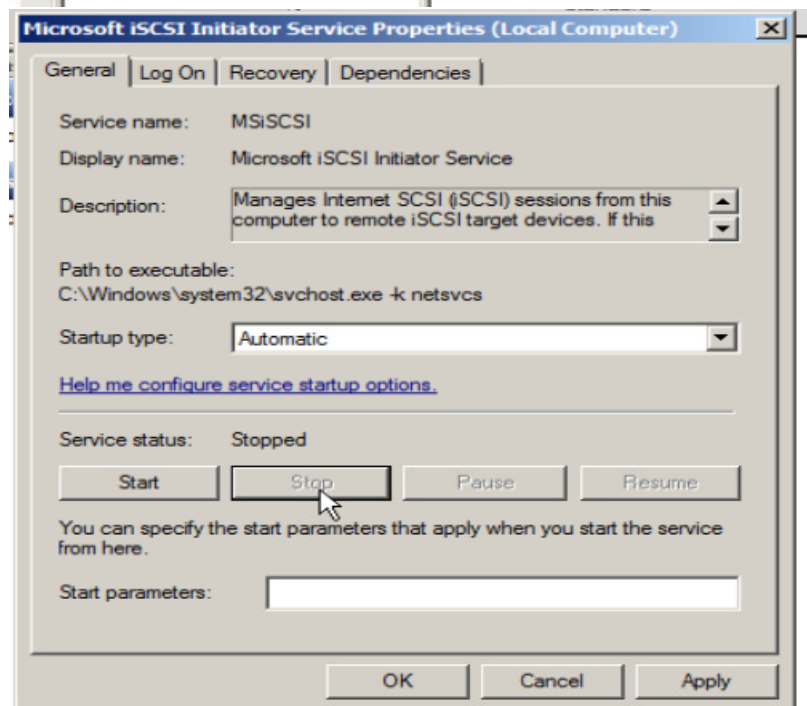 Microsoft iSCSI Initiator Service Properties (Local Computer)
General Log On Recovery Dependencies
Service name: MSiSCSI
Display name: Microsoft iSCSI Initiator Service
Description: Manages Internet SCSI (iSCSI) sessions from this
computer to remote iSCSI target devices. If this
Path to executable:
C:\Windows\system32\svchost.exe -k netsvcs
Startup type: Automatic
Help me configure service startup options.
Service status: Stopped
Start Stop Pause Resume
You can specify the start parameters that apply when you start the service
from here.
Start parameters:
OK Cancel Apply